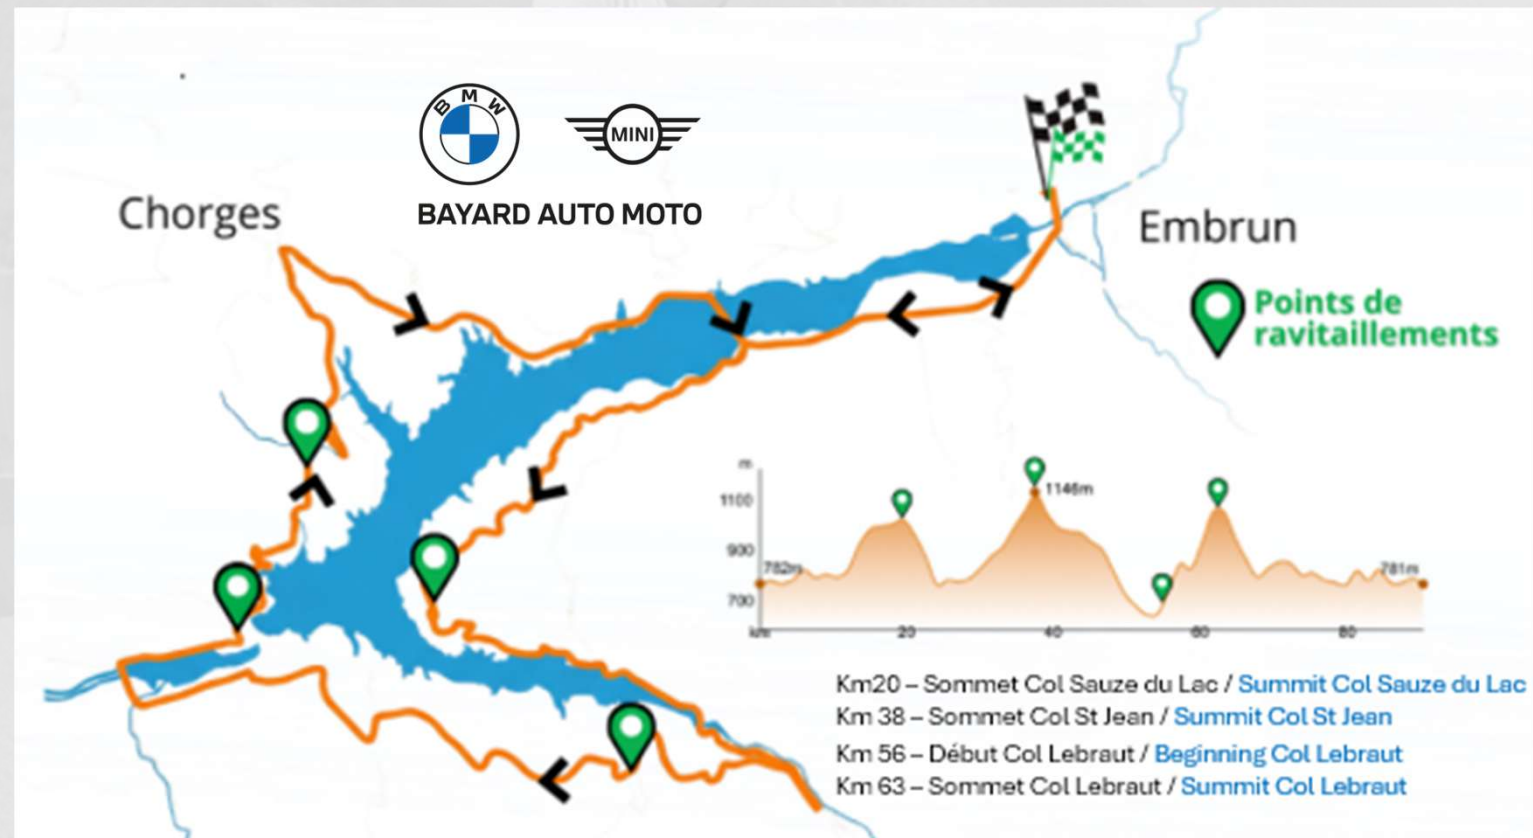 BMW
MINI
BAYARD AUTO MOTO
Chorges
Embrun
Points de
ravitaillements
m
1100
900
700
782m
1146m
781m
20
40
60
80
Km20 – Sommet Col Sauze du Lac / Summit Col Sauze du Lac
Km 38 – Sommet Col St Jean / Summit Col St Jean
Km 56 – Début Col Lebraut / Beginning Col Lebraut
Km 63 – Sommet Col Lebraut / Summit Col Lebraut